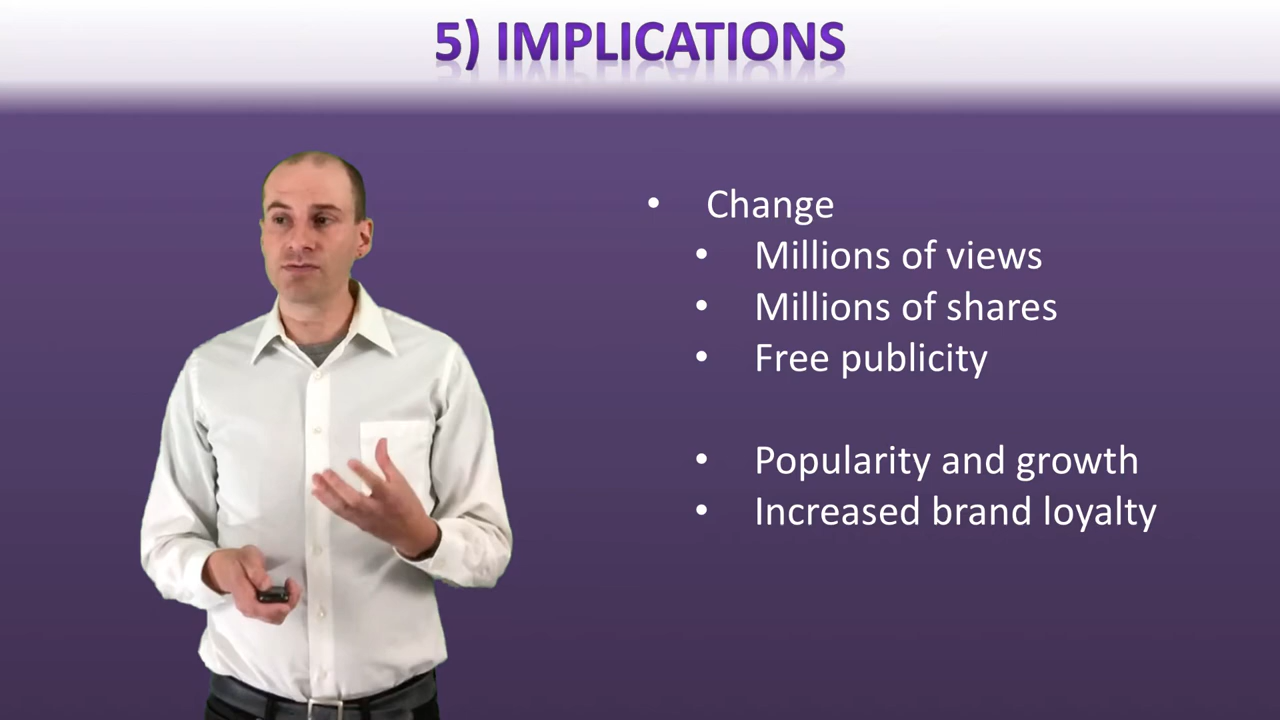 5) IMPLICATIONS
• Change
• Millions of views
• Millions of shares
• Free publicity
• Popularity and growth
• Increased brand loyalty